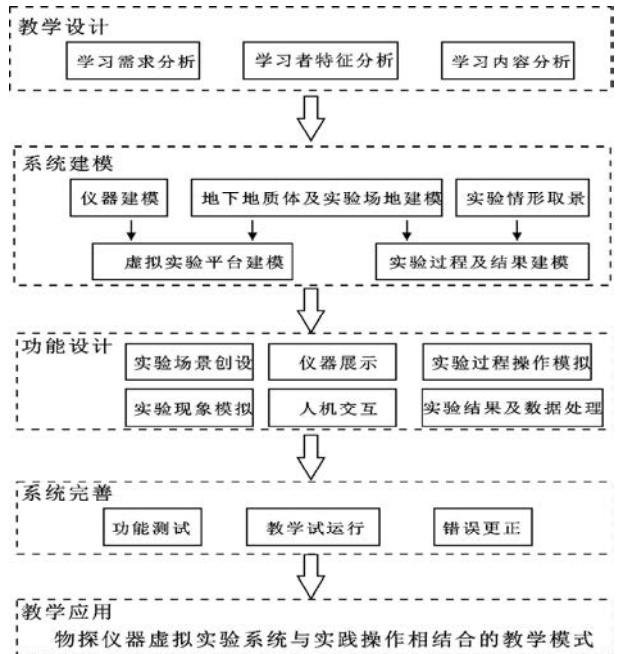 教学设计
学习需求分析 学习者特征分析 学习内容分析
系统建模
仪器建模 地下地质体及实验场地建模 实验情形取景
虚拟实验平台建模 实验过程及结果建模
功能设计
实验场景创设 仪器展示 实验过程操作模拟
实验现象模拟 人机交互 实验结果及数据处理
系统完善
功能测试 教学试运行 错误更正
教学应用
物探仪器虚拟实验系统与实践操作相结合的教学模式